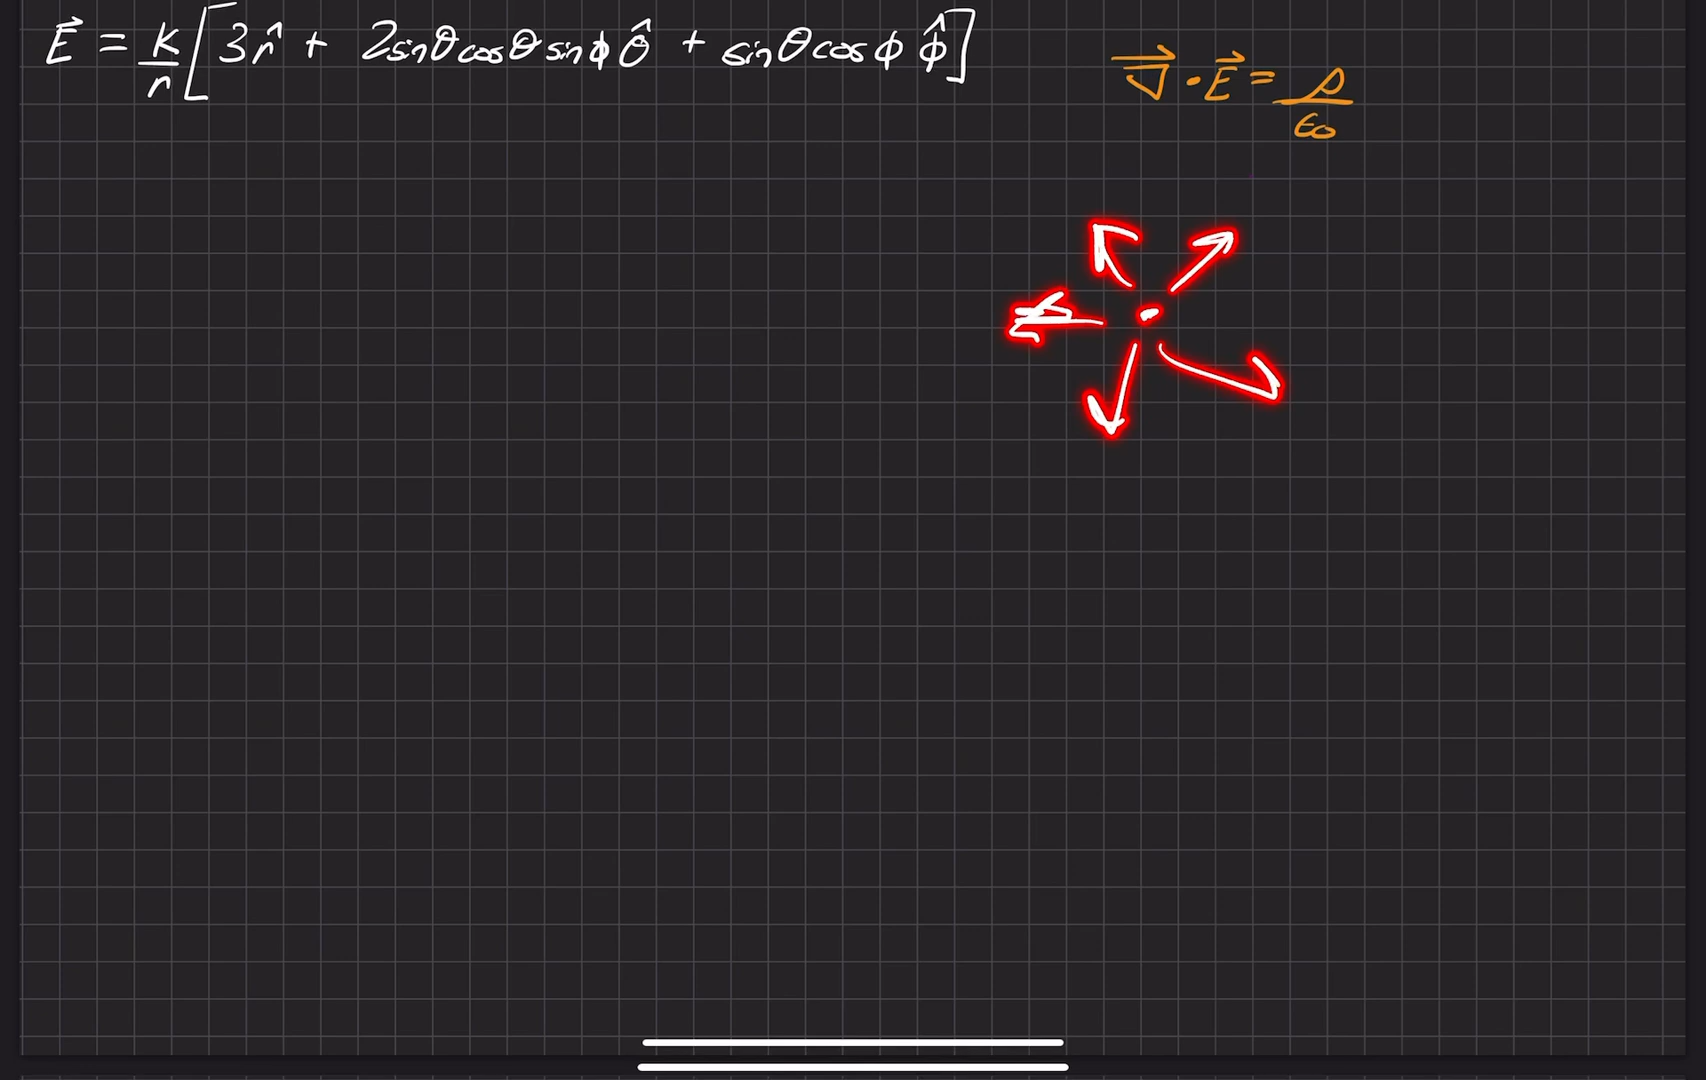 E⃗ = k/r [3r̂ + 2sinθcosθsinϕ θ̂ + sinθcosϕ ϕ̂]
∇⃗ · E⃗ = ρ/ϵ₀